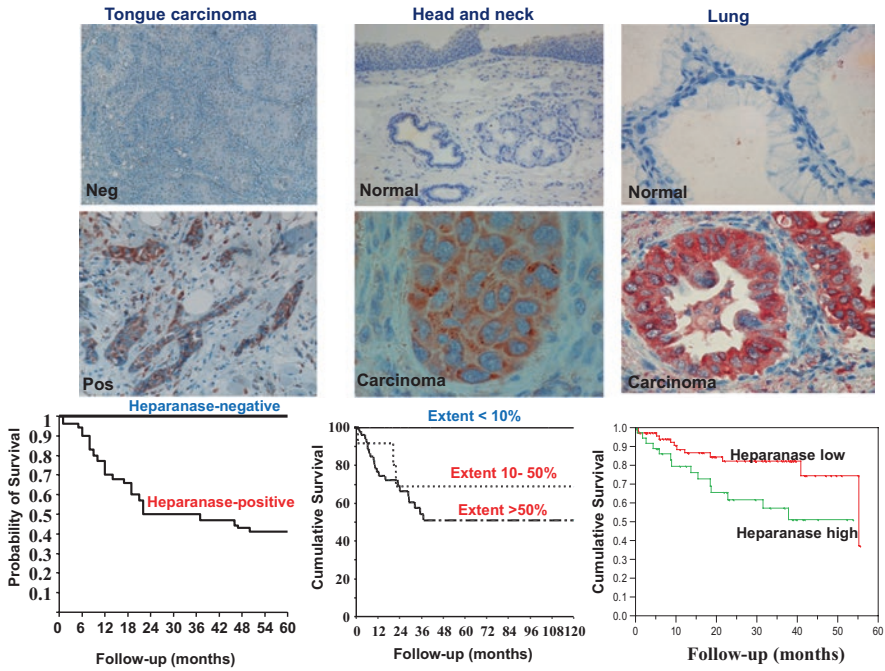 Tongue carcinoma
Head and neck
Lung
Neg
Normal
Normal
Pos
Carcinoma
Carcinoma
Heparanase-negative
Heparanase-positive
Probability of Survival
1
0.9
0.8
0.7
0.6
0.5
0.4
0.3
0.2
0.1
0 6 12 18 24 30 36 42 48 54 60
Follow-up (months)
Extent < 10%
Extent 10- 50%
Extent >50%
Cumulative Survival
100
80
60
40
20
0
0 12 24 36 48 60 72 84 96 108 120
Follow-up (months)
Heparanase low
Heparanase high
Cumulative Survival
1.0
0.9
0.8
0.7
0.6
0.5
0.4
0.3
0.2
0.1
0.0
0 10 20 30 40 50 60
Follow-up (months)